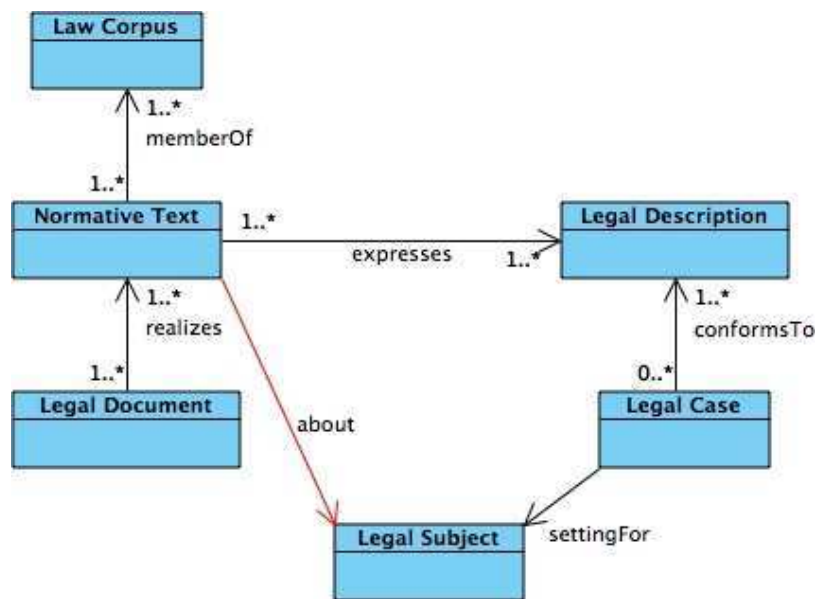 Law Corpus
1..*
memberOf
1..*
Normative Text
1..*
expresses
1..*
Legal Description
1..*
realizes
1..*
conformsTo
1..*
0..*
Legal Document
about
Legal Case
Legal Subject
settingFor